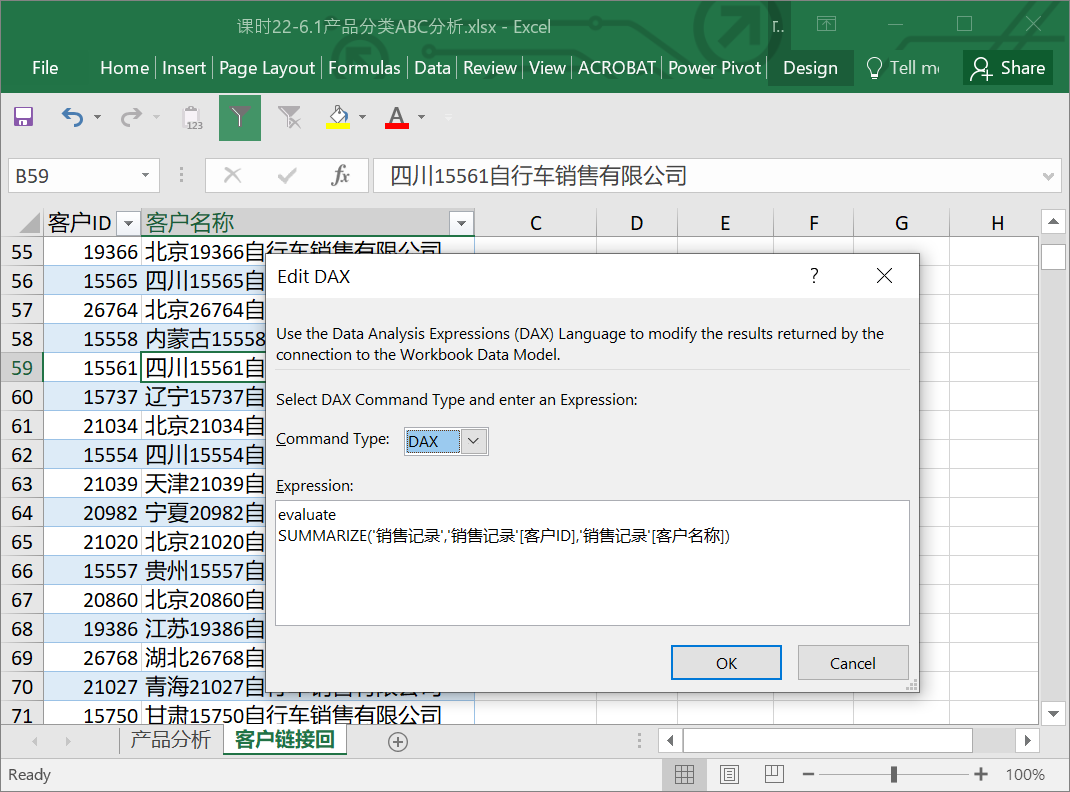 课时22-6.1产品分类ABC分析.xlsx - Excel
File Home Insert Page Layout Formulas Data Review View ACROBAT Power Pivot Design Tell Share
123
B59 fx 四川15561自行车销售有限公司
客户ID 客户名称 C D E F G H
55 19366 北京19366自行车销售有限公司
56 15565 四川15565自
57 26764 北京26764自
58 15558 内蒙古15558
59 15561 四川15561自
60 15737 辽宁15737自
61 21034 北京21034自
62 15554 四川15554自
63 21039 天津21039自
64 20982 宁夏20982自
65 21020 北京21020自
66 15557 贵州15557自
67 20860 北京20860自
68 19386 江苏19386自
69 26768 湖北26768自
70 21027 青海21027自行车销售有限公司
71 15750 甘肃15750自行车销售有限公司
Edit DAX ?
Use the Data Analysis Expressions (DAX) Language to modify the results returned by the
connection to the Workbook Data Model.
Select DAX Command Type and enter an Expression:
Command Type: DAX
Expression:
evaluate
SUMMARIZE('销售记录','销售记录'[客户ID],'销售记录'[客户名称])
OK Cancel
产品分析 客户链接回
Ready 100%